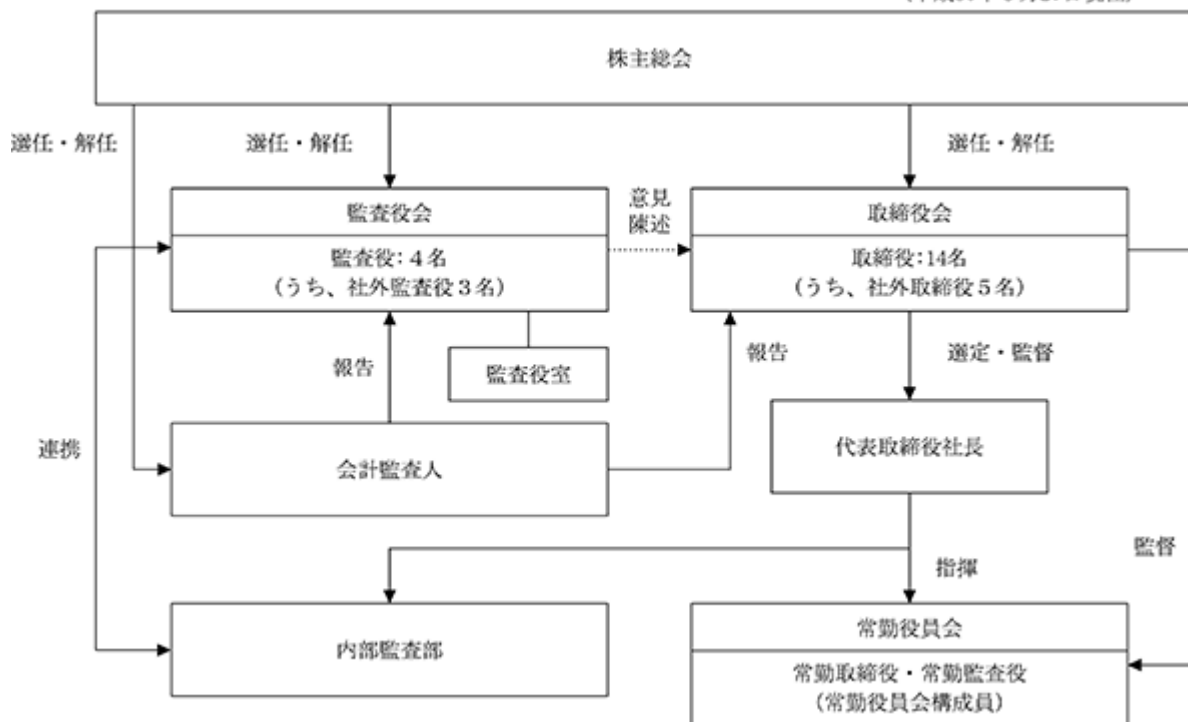 株主総会
選任・解任
選任・解任
選任・解任
監査役会
意見
陳述
取締役会
監査役:4名
(うち、社外監査役3名)
取締役:14名
(うち、社外取締役5名)
報告
監査役室
報告
選定・監督
連携
会計監査人
代表取締役社長
監督
指揮
内部監査部
常勤役員会
常勤取締役・常勤監査役
(常勤役員会構成員)